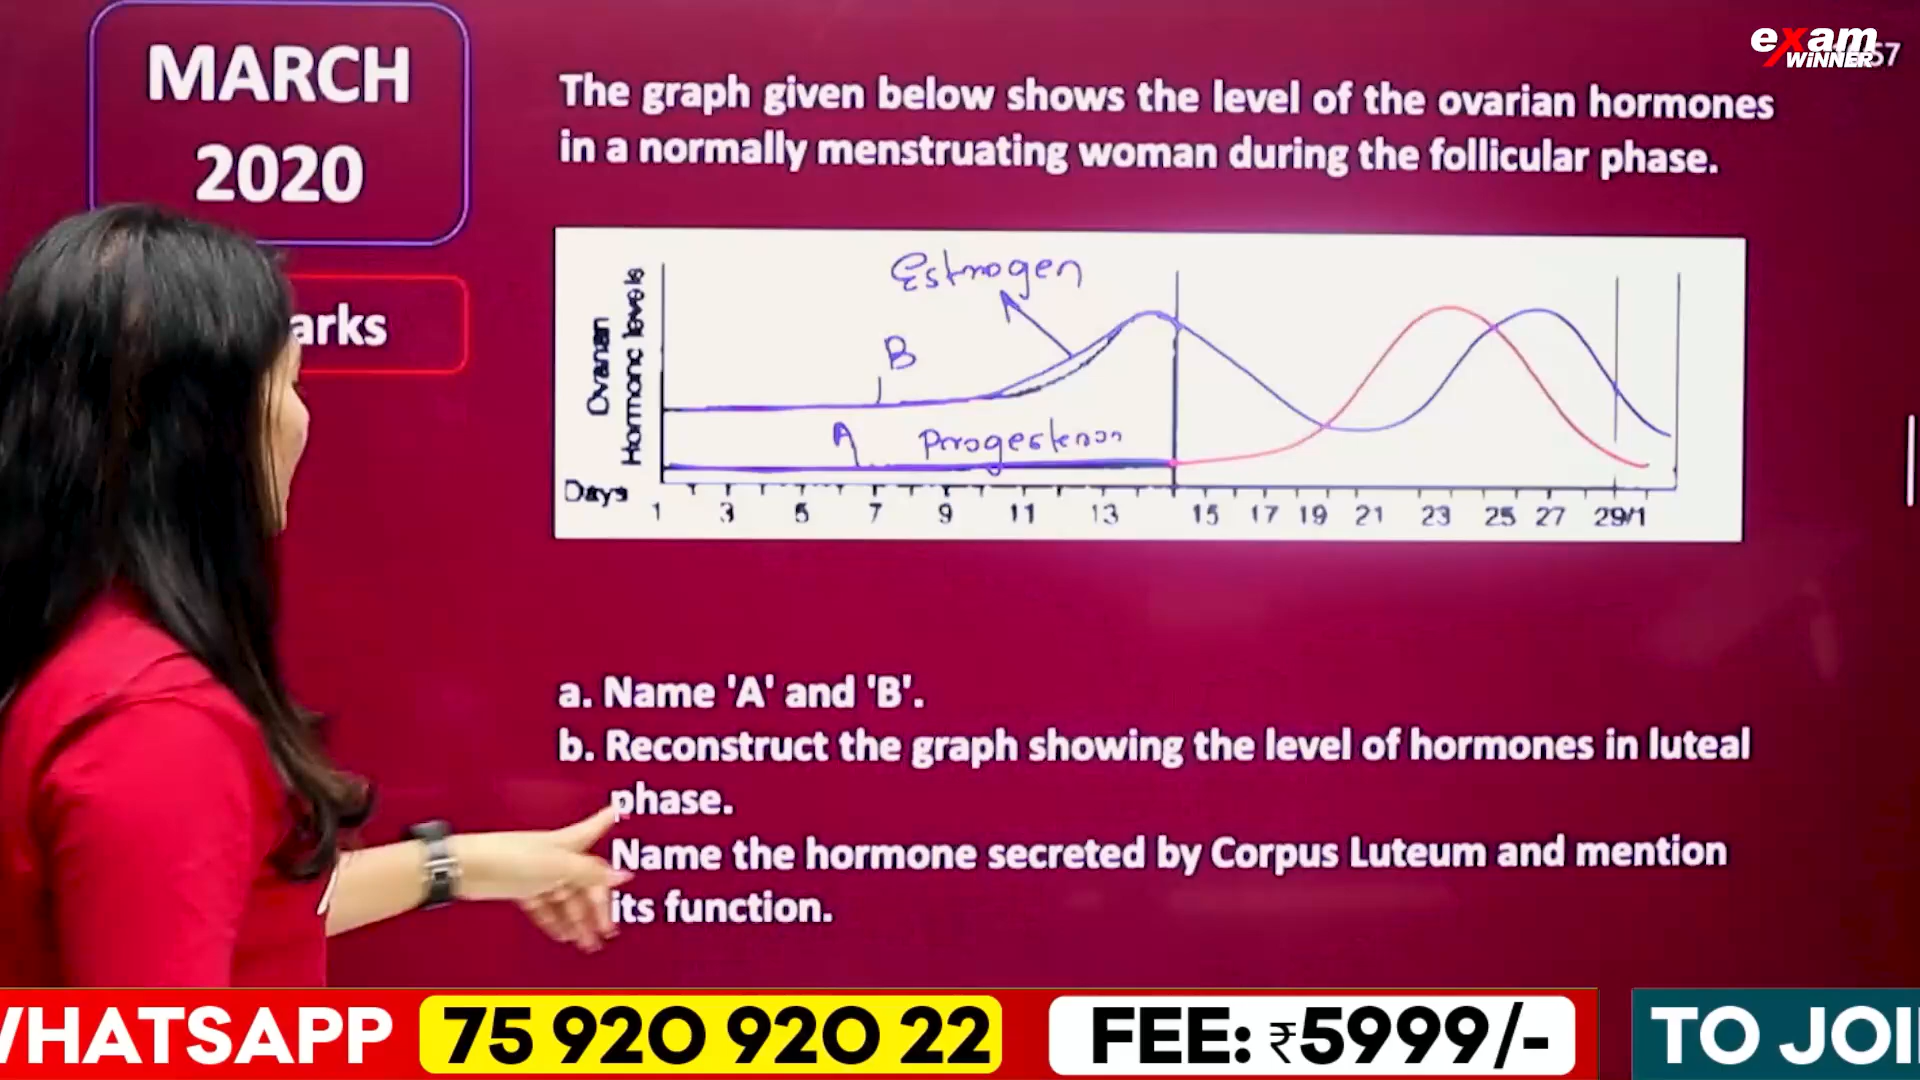 MARCH
2020
arks
exam
WINNER
57
The graph given below shows the level of the ovarian hormones
in a normally menstruating woman during the follicular phase.
Ovarian
Hormonc levels
Estrogen
B
A
Progesteron
Days
1 3 5 7 9 11 13 15 17 19 21 23 25 27 29/1
a. Name 'A' and 'B'.
b. Reconstruct the graph showing the level of hormones in luteal
phase.
Name the hormone secreted by Corpus Luteum and mention
its function.
WHATSAPP 75 920 920 22 FEE: ₹5999/- TO JOI